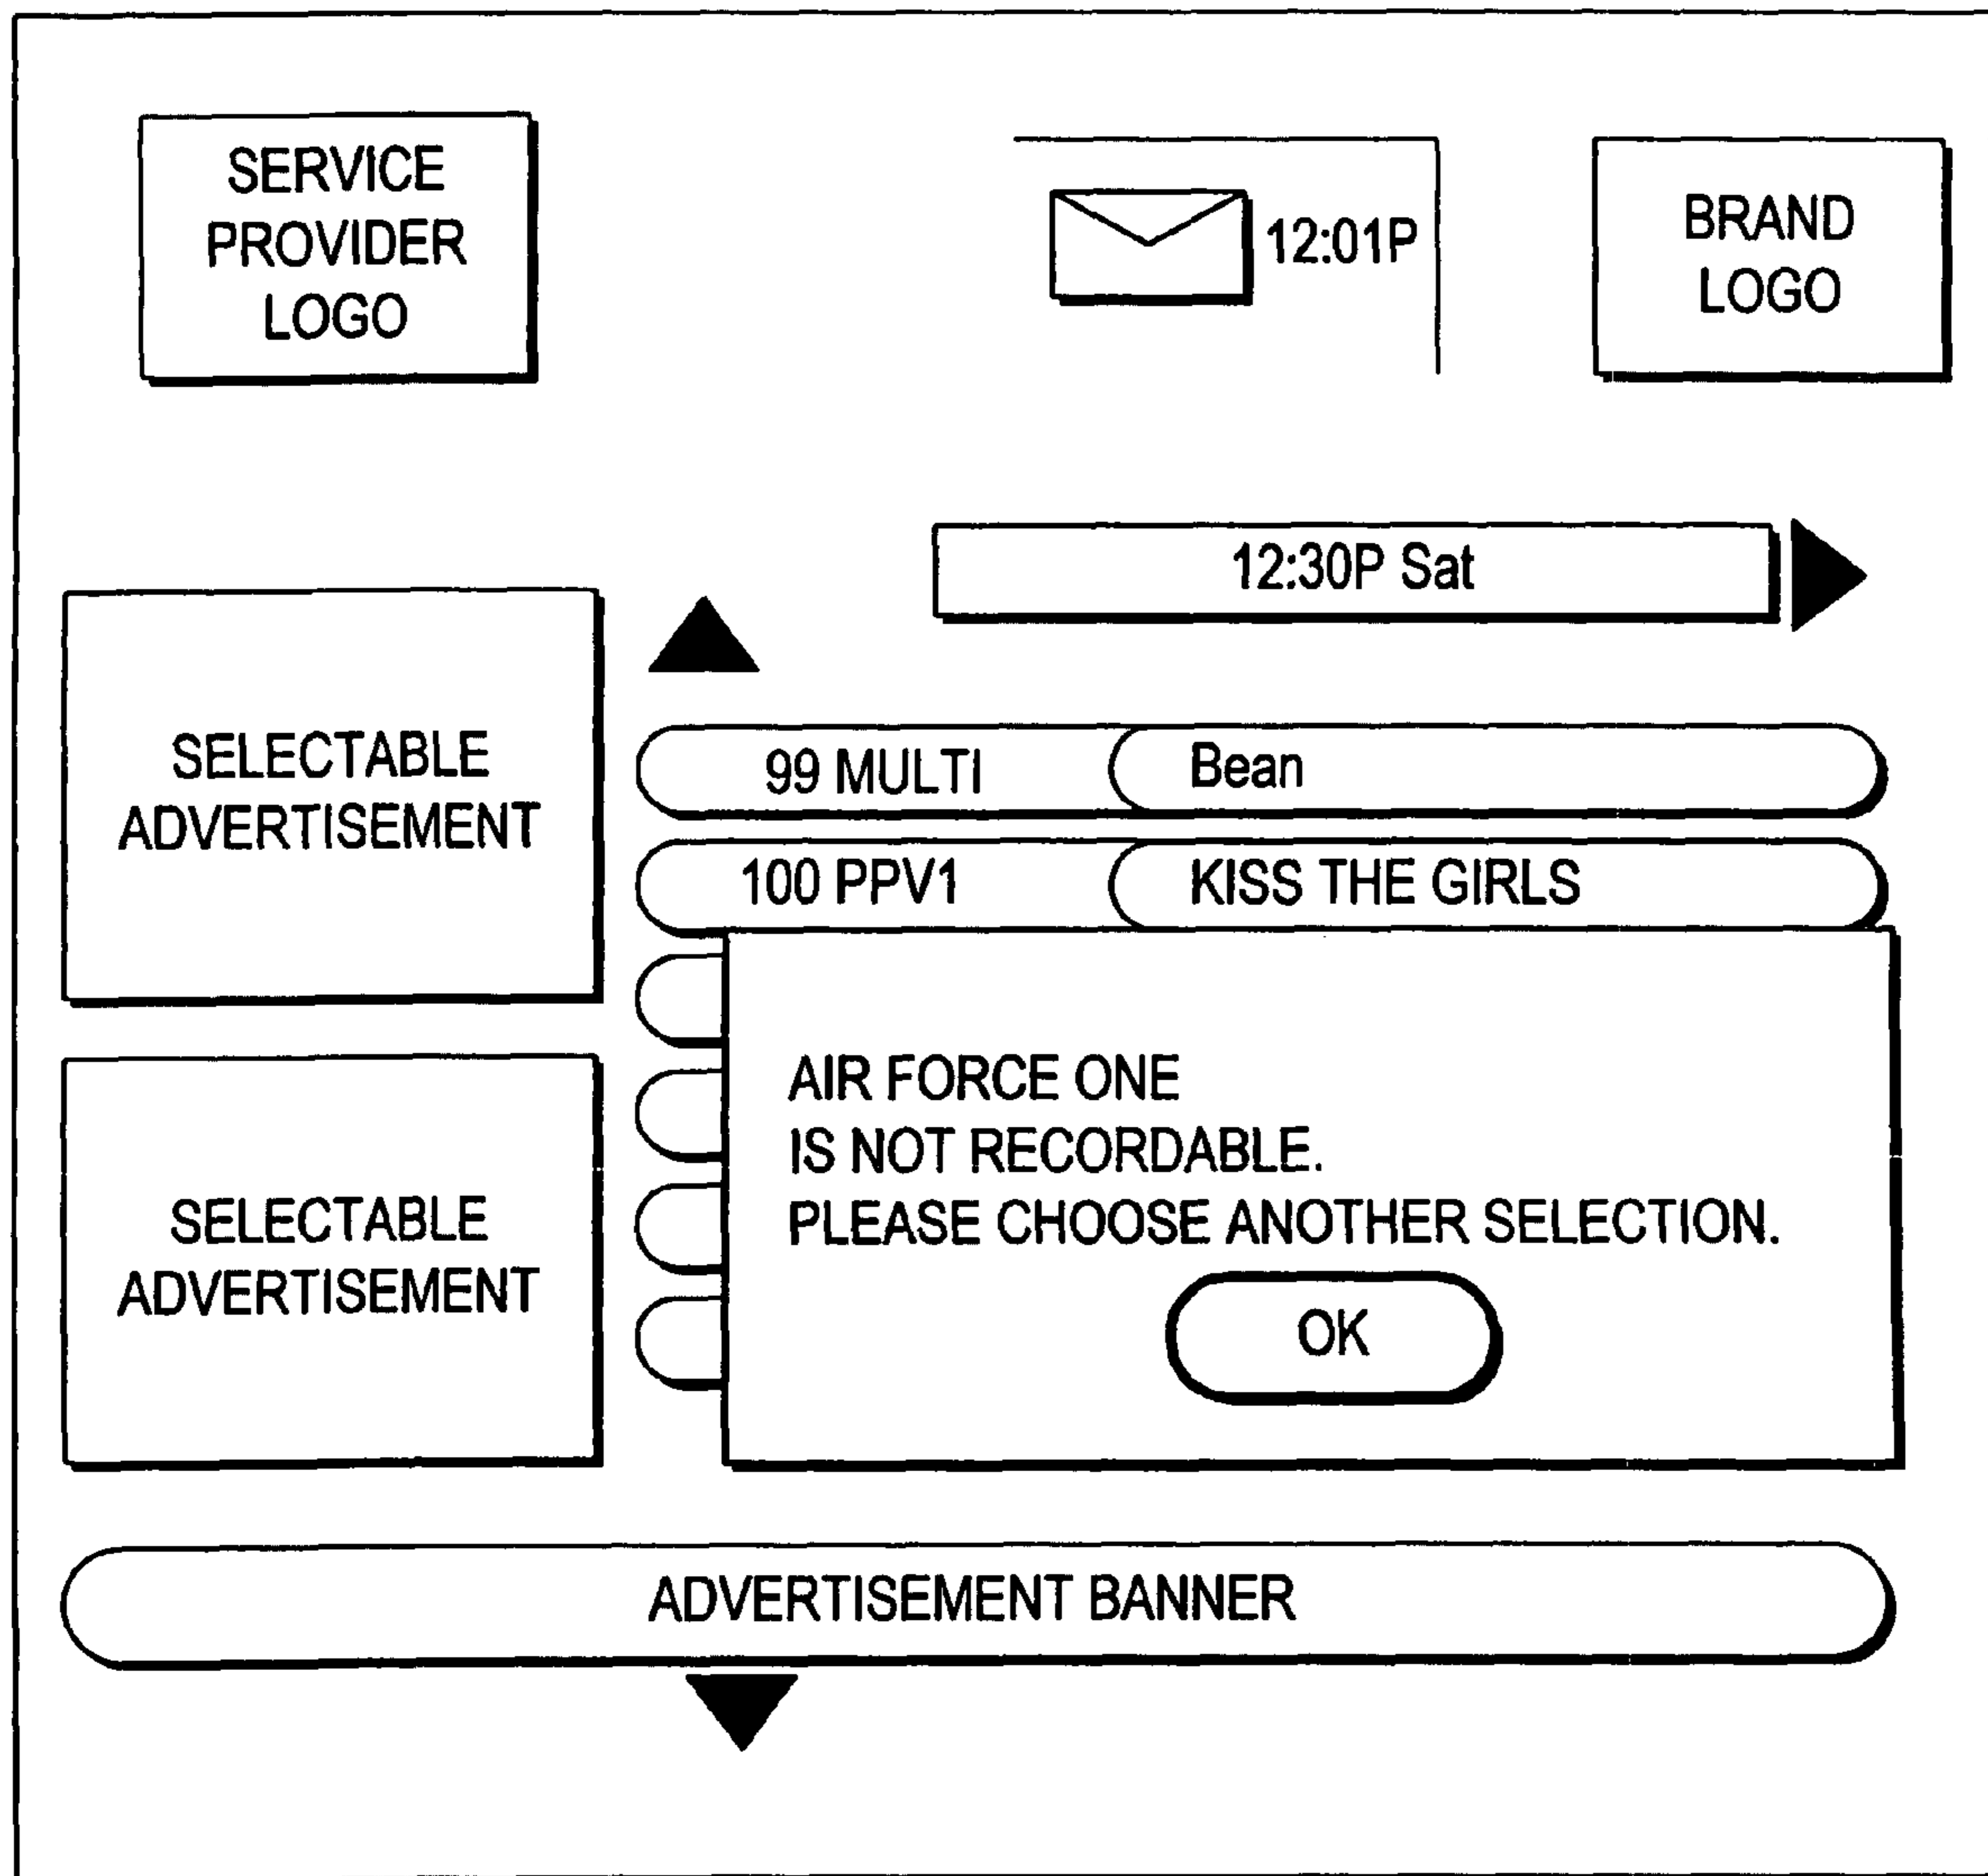 SERVICE
PROVIDER
LOGO
12:01P
BRAND
LOGO
12:30P Sat
SELECTABLE
ADVERTISEMENT
99 MULTI Bean
100 PPV1 KISS THE GIRLS
AIR FORCE ONE
IS NOT RECORDABLE.
PLEASE CHOOSE ANOTHER SELECTION.
OK
SELECTABLE
ADVERTISEMENT
ADVERTISEMENT BANNER